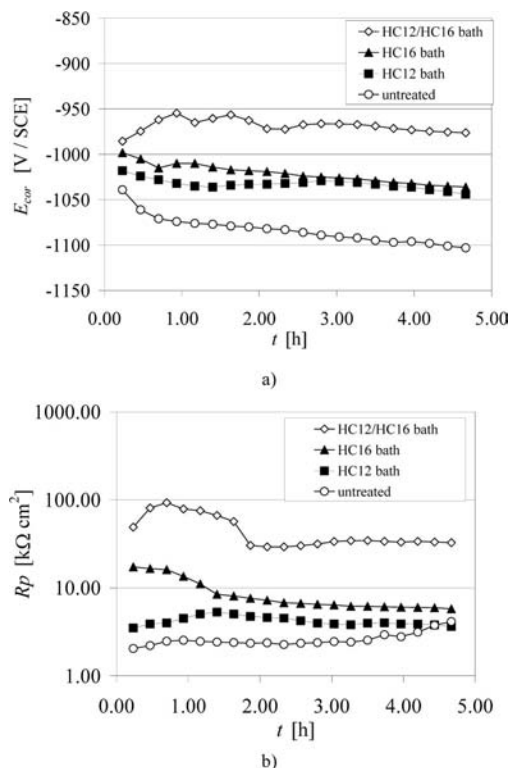 -850
-900
-950
-1000
-1050
-1100
-1150
E_cor [V / SCE]
HC12/HC16 bath
HC16 bath
HC12 bath
untreated
0.00 1.00 2.00 3.00 4.00 5.00
t [h]
a)
1000.00
100.00
10.00
1.00
Rp [kΩ cm²]
HC12/HC16 bath
HC16 bath
HC12 bath
untreated
0.00 1.00 2.00 3.00 4.00 5.00
t [h]
b)